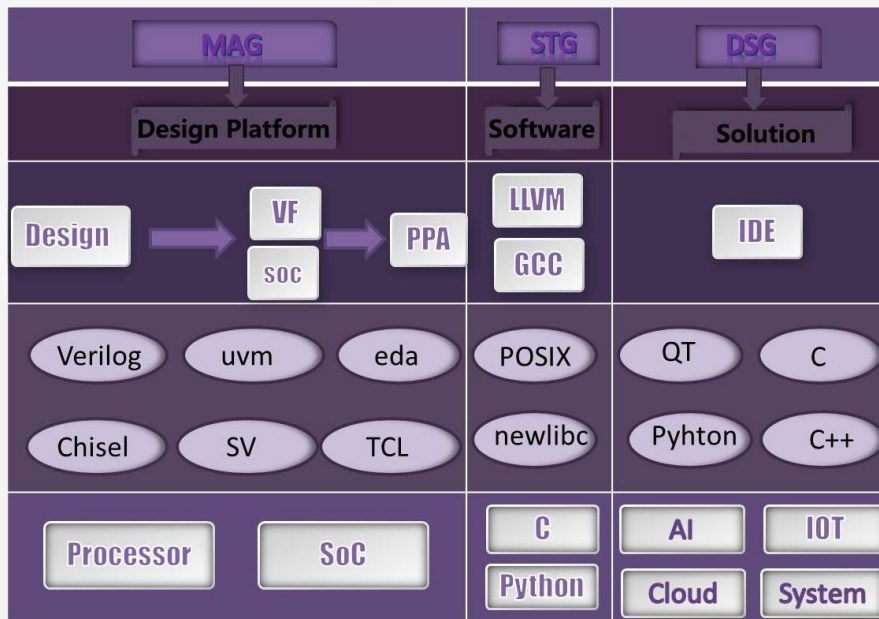 MAG STG DSG
Design Platform Software Solution
Design VF soc PPA LLVM GCC IDE
Verilog uvm eda POSIX QT C
Chisel SV TCL newlibc Pyhton C++
Processor SoC C Python AI IOT Cloud System